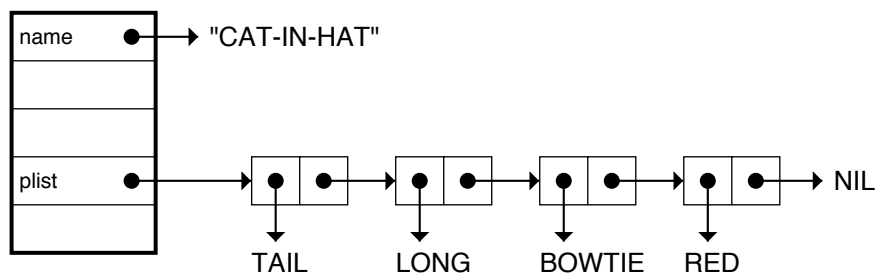 name "CAT-IN-HAT"
plist NIL
TAIL LONG BOWTIE RED